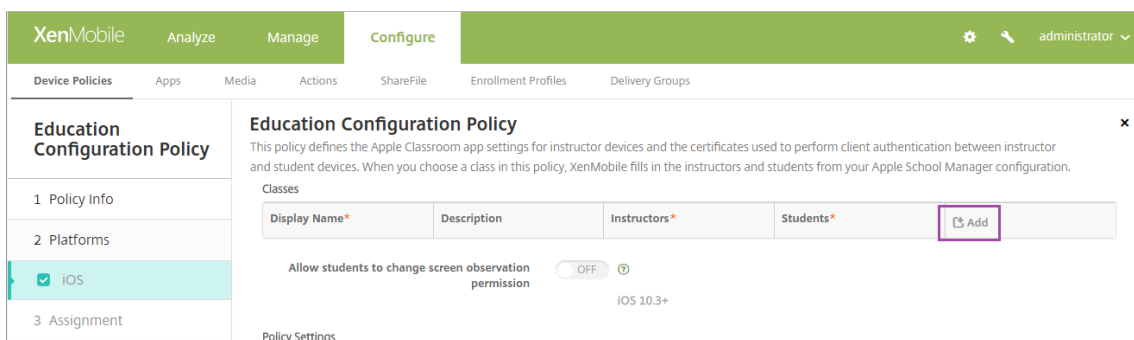 XenMobile Analyze Manage Configure administrator
Device Policies Apps Media Actions ShareFile Enrollment Profiles Delivery Groups
Education
Configuration Policy
1 Policy Info
2 Platforms
iOS
3 Assignment
Education Configuration Policy
This policy defines the Apple Classroom app settings for instructor devices and the certificates used to perform client authentication between instructor
and student devices. When you choose a class in this policy, XenMobile fills in the instructors and students from your Apple School Manager configuration.
Classes
Display Name* Description Instructors* Students* Add
Allow students to change screen observation
permission
OFF
iOS 10.3+
Policy Settings